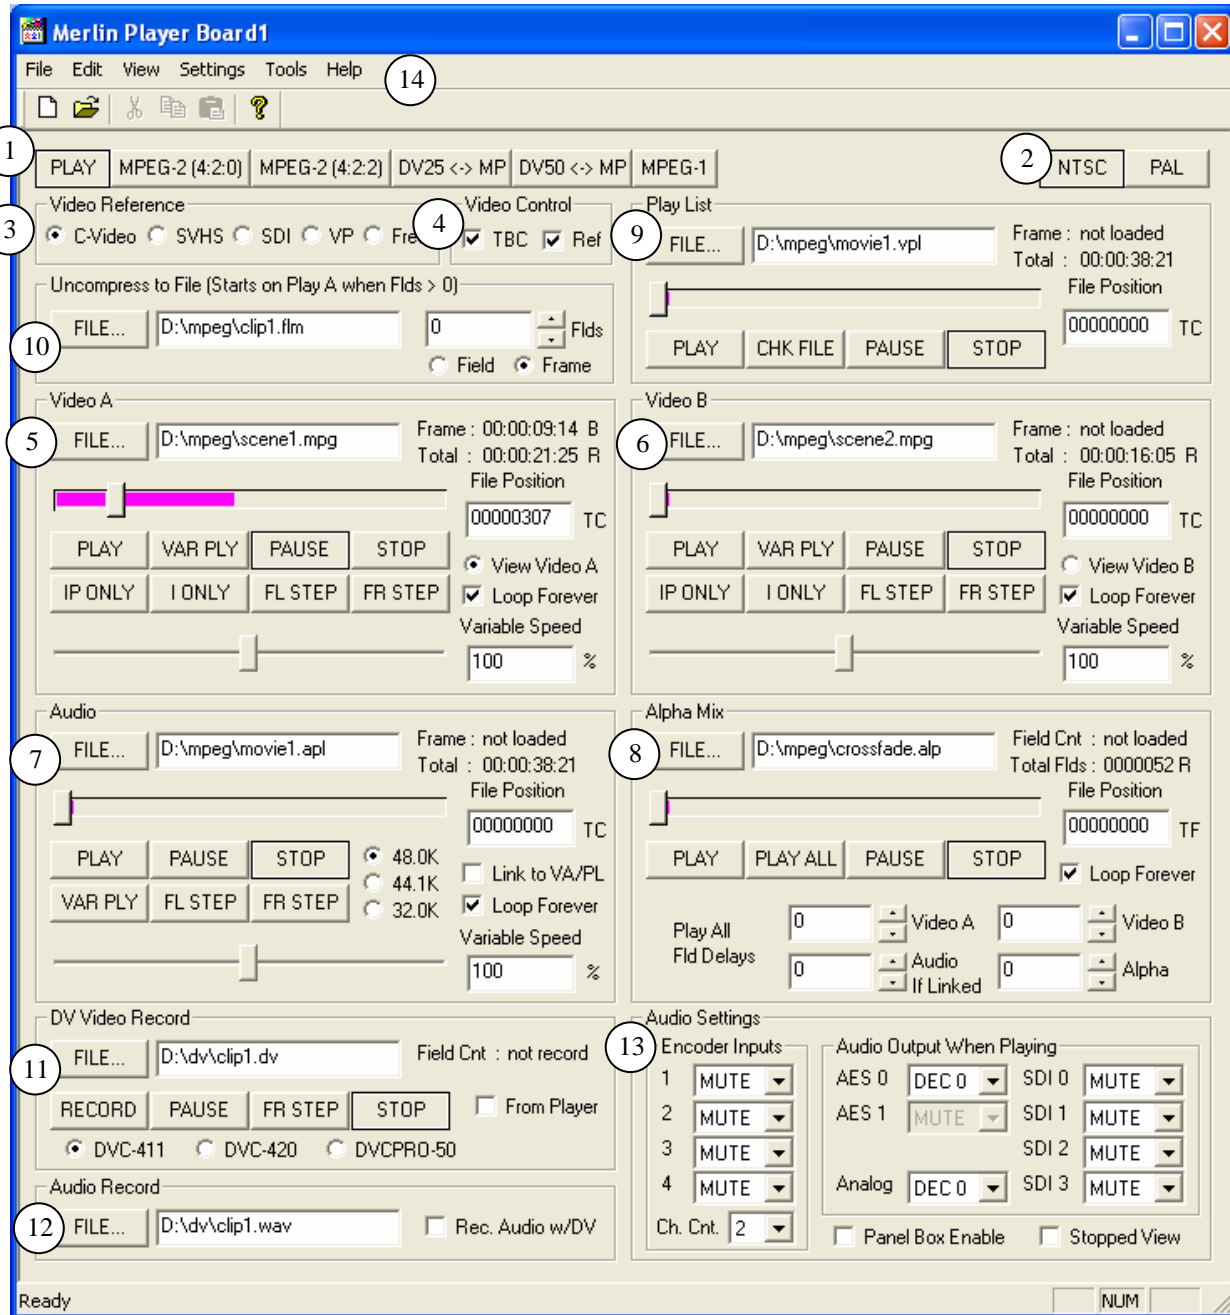 Merlin Player Board1
File Edit View Settings Tools Help
14
1
PLAY MPEG-2 (4:2:0) MPEG-2 (4:2:2) DV25 <-> MP DV50 <-> MP MPEG-1
2
NTSC PAL
Video Reference
3
C-Video SVHS SDI VP
Video Control
4
TBC Ref
Play List
9
FILE... D:\mpeg\movie1.vpl
Frame : not loaded
Total : 00:00:38:21
File Position
00000000 TC
PLAY CHK FILE PAUSE STOP
Uncompress to File (Starts on Play A when Flds > 0)
10
FILE... D:\mpeg\clip1.flm 0 Flds
Field Frame
Video A
5
FILE... D:\mpeg\scene1.mpg
Frame : 00:00:09:14 B
Total : 00:00:21:25 R
File Position
00000307 TC
PLAY VAR PLY PAUSE STOP
View Video A
IP ONLY I ONLY FL STEP FR STEP
Loop Forever
Variable Speed
100 %
Video B
6
FILE... D:\mpeg\scene2.mpg
Frame : not loaded
Total : 00:00:16:05 R
File Position
00000000 TC
PLAY VAR PLY PAUSE STOP
View Video B
IP ONLY I ONLY FL STEP FR STEP
Loop Forever
Variable Speed
100 %
Audio
7
FILE... D:\mpeg\movie1.apl
Frame : not loaded
Total : 00:00:38:21
File Position
00000000 TC
PLAY PAUSE STOP
48.0K
44.1K
32.0K
Link to VA/PL
VAR PLY FL STEP FR STEP
Loop Forever
Variable Speed
100 %
Alpha Mix
8
FILE... D:\mpeg\crossfade.alp
Field Cnt : not loaded
Total Flds : 0000052 R
File Position
00000000 TF
PLAY PLAY ALL PAUSE STOP
Loop Forever
Play All
Fld Delays
0 Video A 0 Video B
0 Audio
If Linked
0 Alpha
DV Video Record
11
FILE... D:\dv\clip1.dv Field Cnt : not record
RECORD PAUSE FR STEP STOP From Player
DVC-411 DVC-420 DVCPRO-50
Audio Record
12
FILE... D:\dv\clip1.wav Rec. Audio w/DV
Audio Settings
13
Encoder Inputs
1 MUTE
2 MUTE
3 MUTE
4 MUTE
Ch. Cnt. 2
Audio Output When Playing
AES 0 DEC 0 SDI 0 MUTE
AES 1 MUTE SDI 1 MUTE
SDI 2 MUTE
Analog DEC 0 SDI 3 MUTE
Panel Box Enable Stopped View
Ready NUM